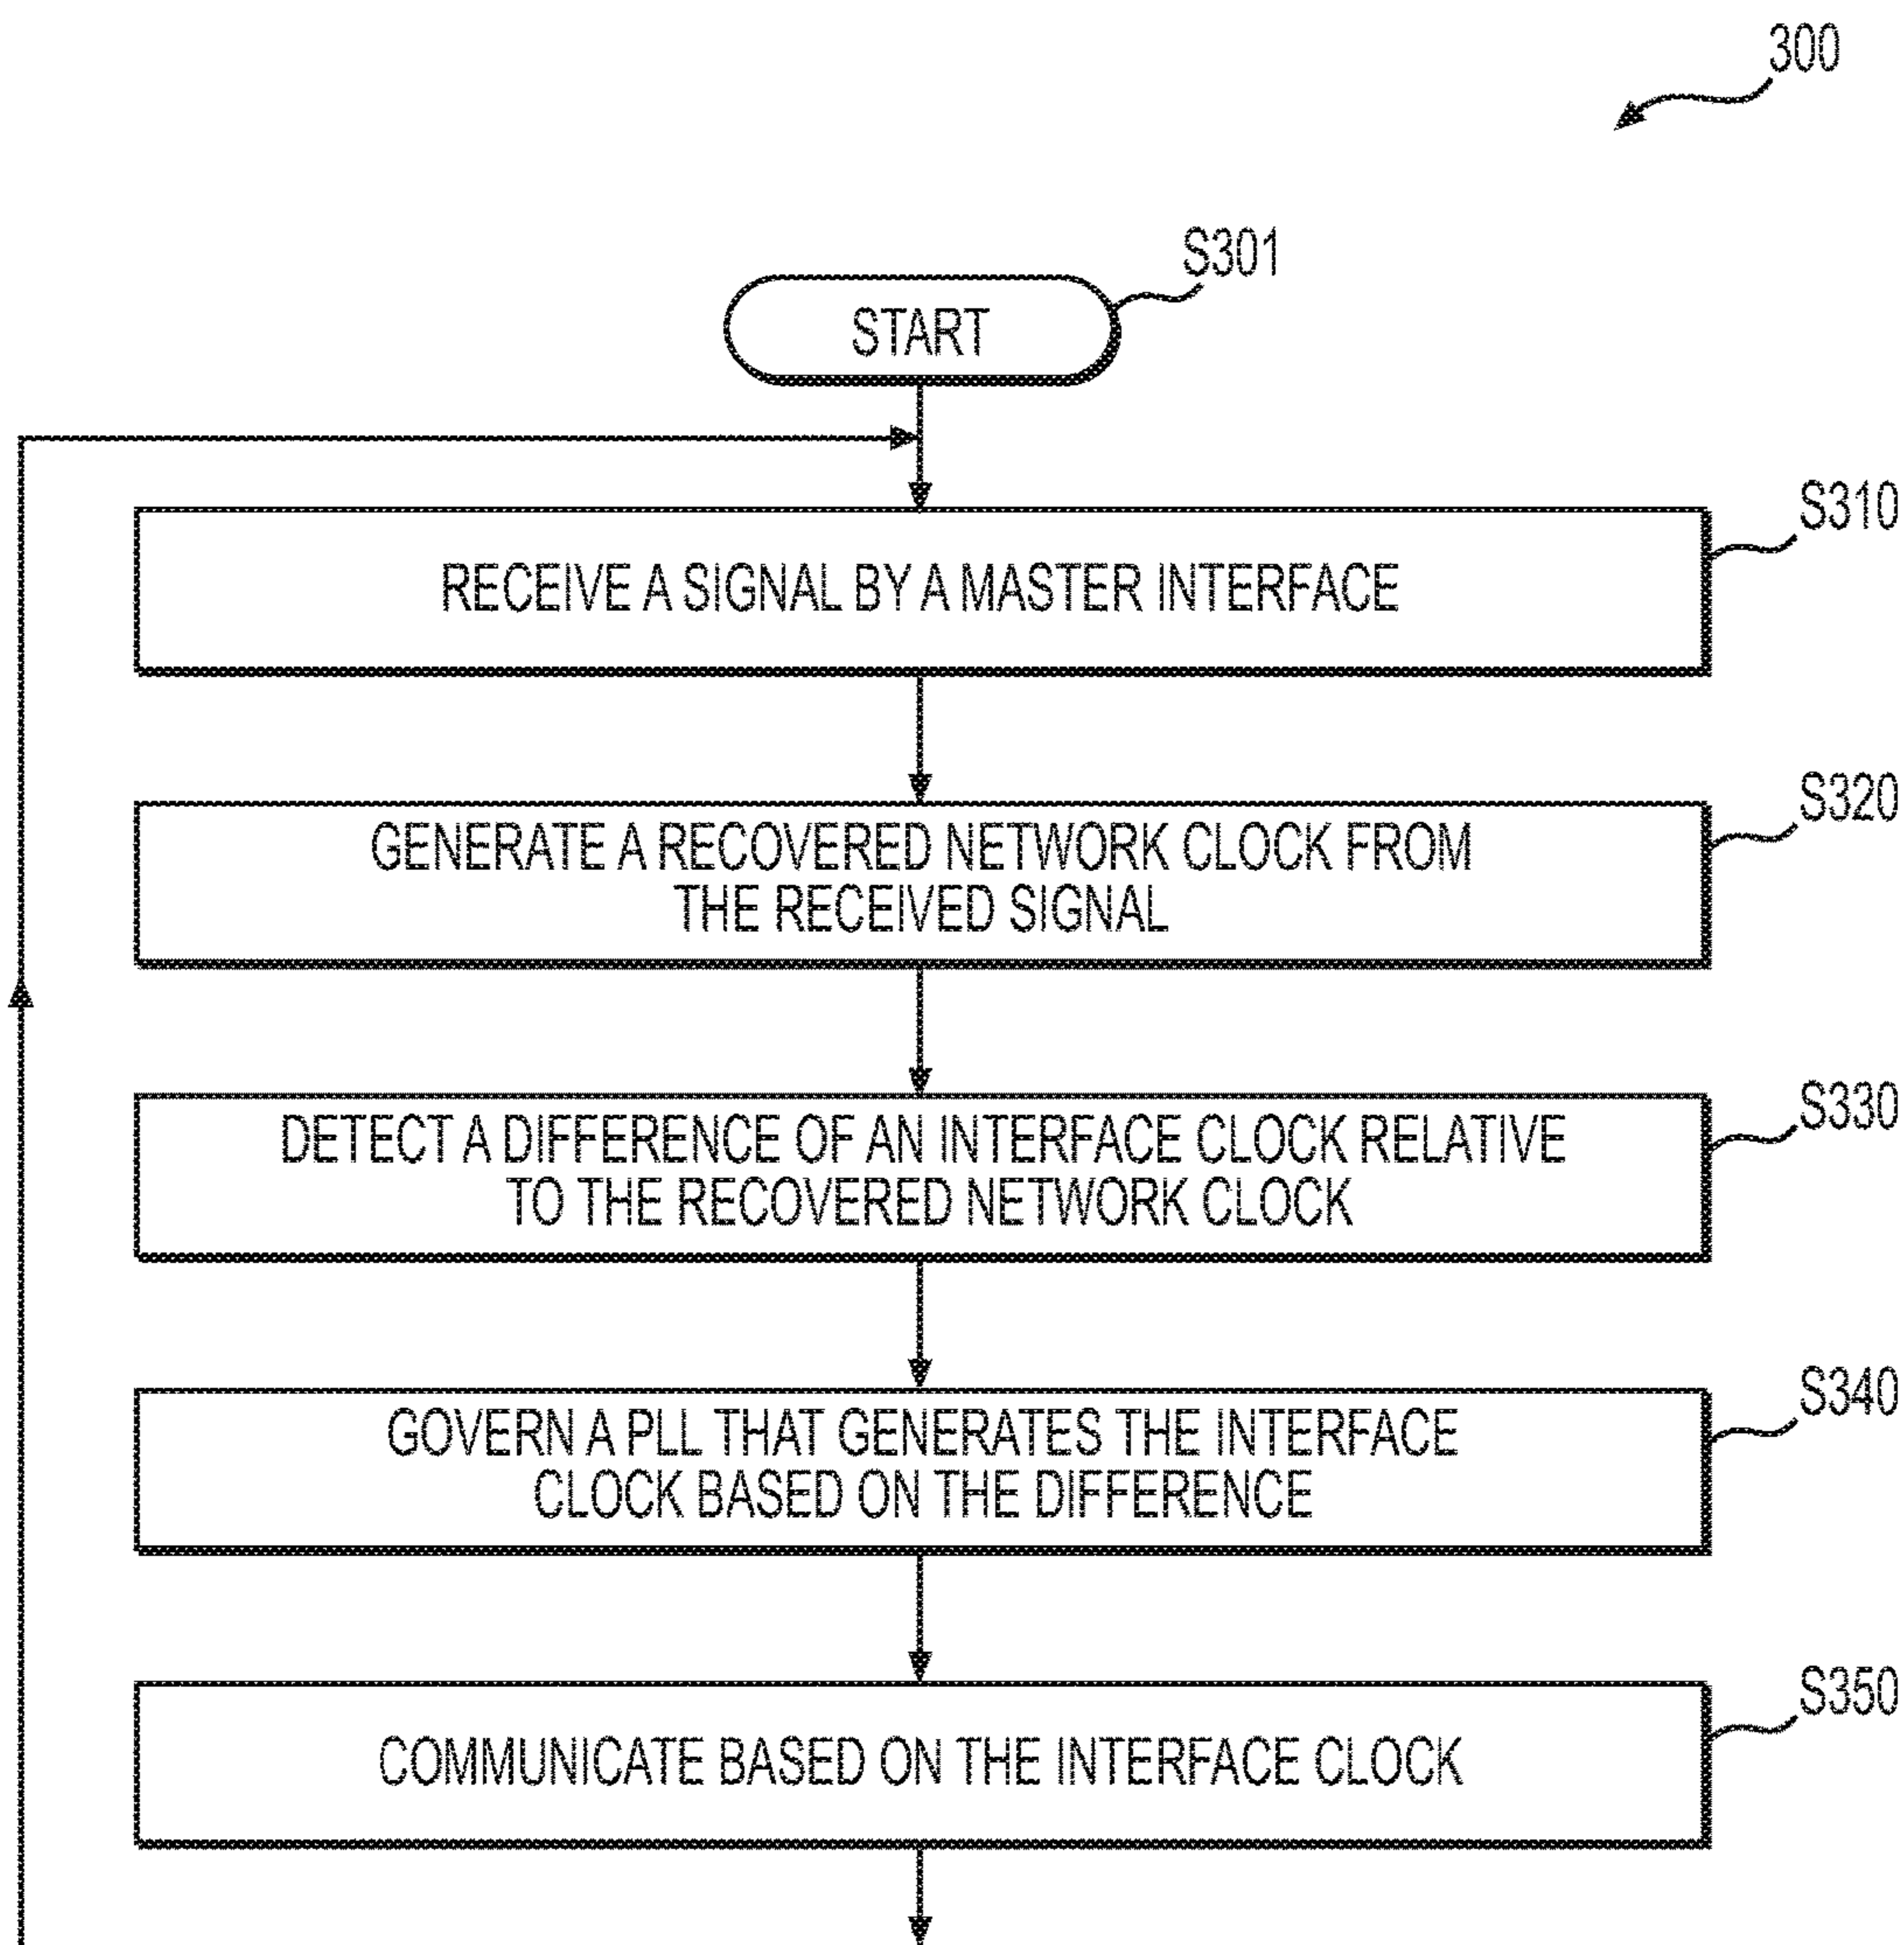 300
S301
START
S310
RECEIVE A SIGNAL BY A MASTER INTERFACE
S320
GENERATE A RECOVERED NETWORK CLOCK FROM
THE RECEIVED SIGNAL
S330
DETECT A DIFFERENCE OF AN INTERFACE CLOCK RELATIVE
TO THE RECOVERED NETWORK CLOCK
S340
GOVERN A PLL THAT GENERATES THE INTERFACE
CLOCK BASED ON THE DIFFERENCE
S350
COMMUNICATE BASED ON THE INTERFACE CLOCK